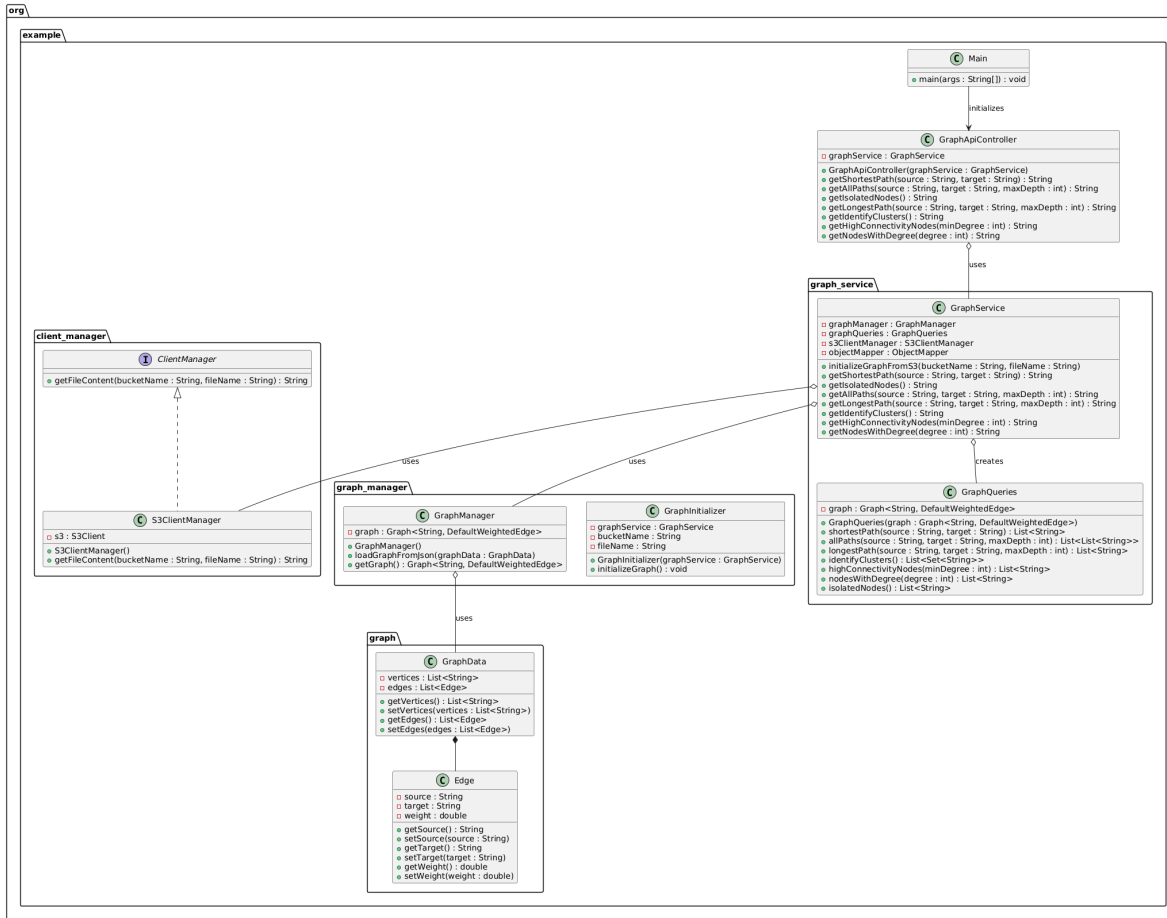 org
example
C Main
main(args : String[]) : void
initializes
C GraphApiController
graphService : GraphService
GraphApiController(graphService : GraphService)
getShortestPath(source : String, target : String) : String
getAllPaths(source : String, target : String, maxDepth : int) : String
getIsolatedNodes() : String
getLongestPath(source : String, target : String, maxDepth : int) : String
getIdentifyClusters() : String
getHighConnectivityNodes(minDegree : int) : String
getNodesWithDegree(degree : int) : String
uses
graph_service
C GraphService
graphManager : GraphManager
graphQueries : GraphQueries
s3ClientManager : S3ClientManager
objectMapper : ObjectMapper
initializeGraphFromS3(bucketName : String, fileName : String)
getShortestPath(source : String, target : String) : String
getIsolatedNodes() : String
getAllPaths(source : String, target : String, maxDepth : int) : String
getLongestPath(source : String, target : String, maxDepth : int) : String
getIdentifyClusters() : String
getHighConnectivityNodes(minDegree : int) : String
getNodesWithDegree(degree : int) : String
client_manager
I ClientManager
getFileContent(bucketName : String, fileName : String) : String
uses
uses
creates
C S3ClientManager
s3 : S3Client
S3ClientManager()
getFileContent(bucketName : String, fileName : String) : String
graph_manager
C GraphManager
graph : Graph<String, DefaultWeightedEdge>
GraphManager()
loadGraphFromJson(graphData : GraphData)
getGraph() : Graph<String, DefaultWeightedEdge>
C GraphInitializer
graphService : GraphService
bucketName : String
fileName : String
GraphInitializer(graphService : GraphService)
initializeGraph() : void
C GraphQueries
graph : Graph<String, DefaultWeightedEdge>
GraphQueries(graph : Graph<String, DefaultWeightedEdge>)
shortestPath(source : String, target : String) : List<String>
allPaths(source : String, target : String, maxDepth : int) : List<List<String>>
longestPath(source : String, target : String, maxDepth : int) : List<String>
identifyClusters() : List<Set<String>>
highConnectivityNodes(minDegree : int) : List<String>
nodesWithDegree(degree : int) : List<String>
isolatedNodes() : List<String>
uses
graph
C GraphData
vertices : List<String>
edges : List<Edge>
getVertices() : List<String>
setVertices(vertices : List<String>)
getEdges() : List<Edge>
setEdges(edges : List<Edge>)
C Edge
source : String
target : String
weight : double
getSource() : String
setSource(source : String)
getTarget() : String
setTarget(target : String)
getWeight() : double
setWeight(weight : double)